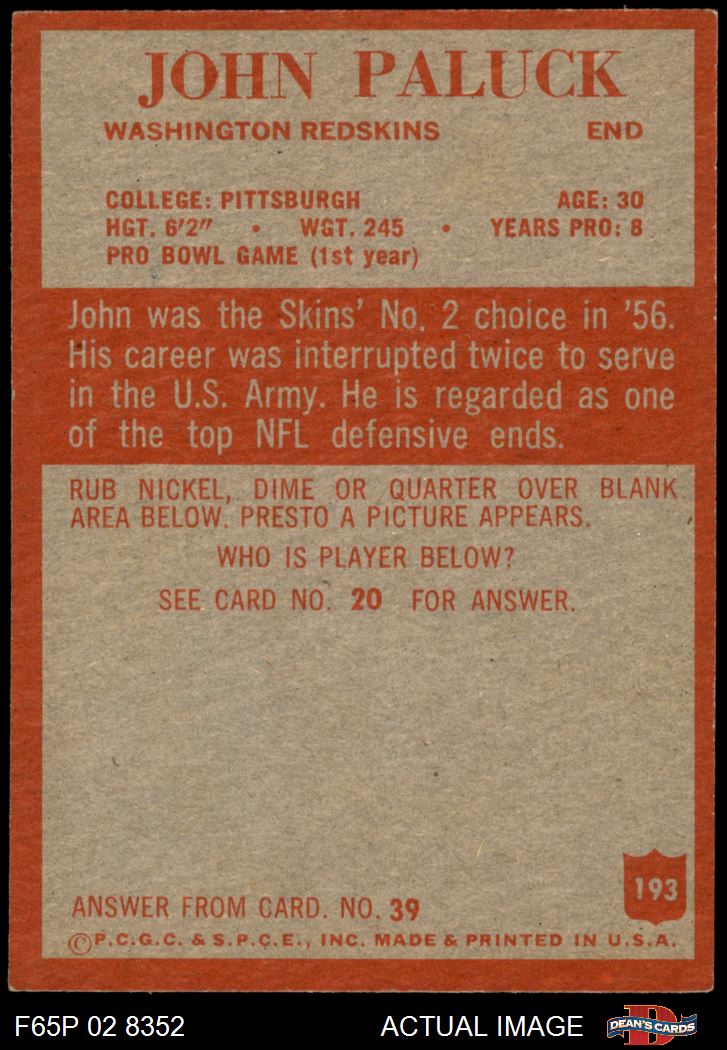 JOHN PALUCK
WASHINGTON REDSKINS END
COLLEGE: PITTSBURGH AGE: 30
HGT. 6'2" • WGT. 245 • YEARS PRO: 8
PRO BOWL GAME (1st year)
John was the Skins' No. 2 choice in '56.
His career was interrupted twice to serve
in the U.S. Army. He is regarded as one
of the top NFL defensive ends.
RUB NICKEL, DIME OR QUARTER OVER BLANK
AREA BELOW. PRESTO A PICTURE APPEARS.
WHO IS PLAYER BELOW?
SEE CARD NO. 20 FOR ANSWER.
193
ANSWER FROM CARD. NO. 39
©P.C.G.C. & S.P.C.E., INC. MADE & PRINTED IN U.S.A.
F65P 02 8352 ACTUAL IMAGE D DEAN'S CARDS